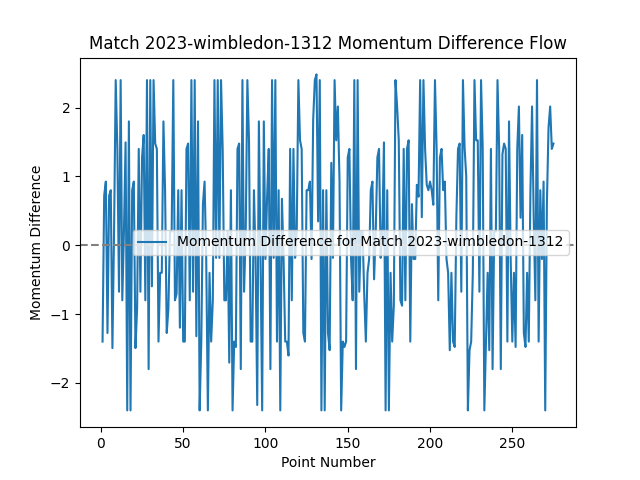 Match 2023-wimbledon-1312 Momentum Difference Flow
2
1
0
−1
−2
Momentum Difference
Momentum Difference for Match 2023-wimbledon-1312
0
50
100
150
200
250
Point Number